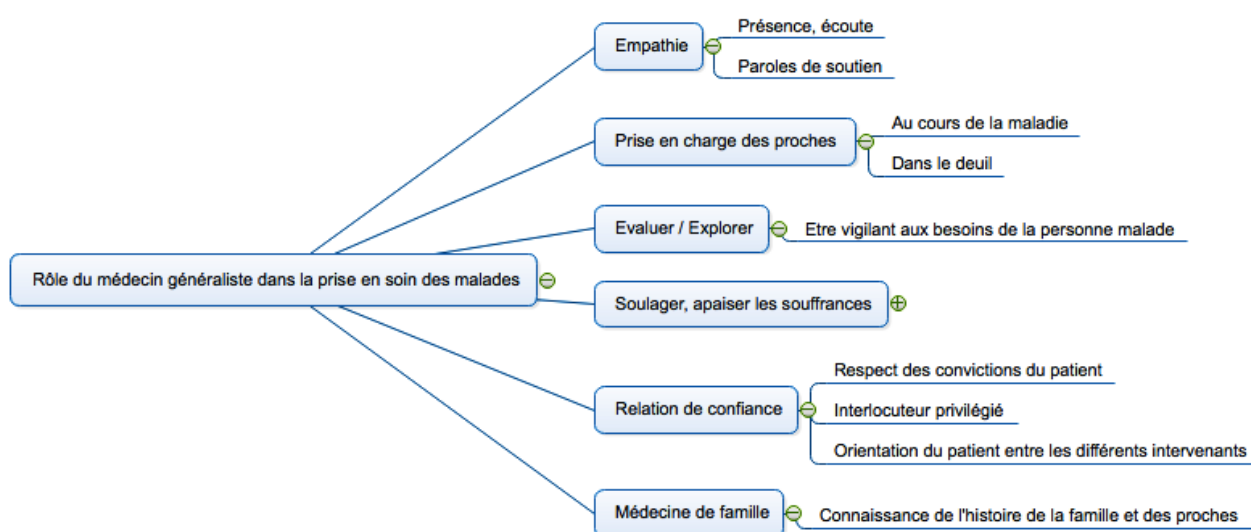 Rôle du médecin généraliste dans la prise en soin des malades
Empathie
Présence, écoute
Paroles de soutien
Prise en charge des proches
Au cours de la maladie
Dans le deuil
Evaluer / Explorer
Etre vigilant aux besoins de la personne malade
Soulager, apaiser les souffrances
Relation de confiance
Respect des convictions du patient
Interlocuteur privilégié
Orientation du patient entre les différents intervenants
Médecine de famille
Connaissance de l'histoire de la famille et des proches